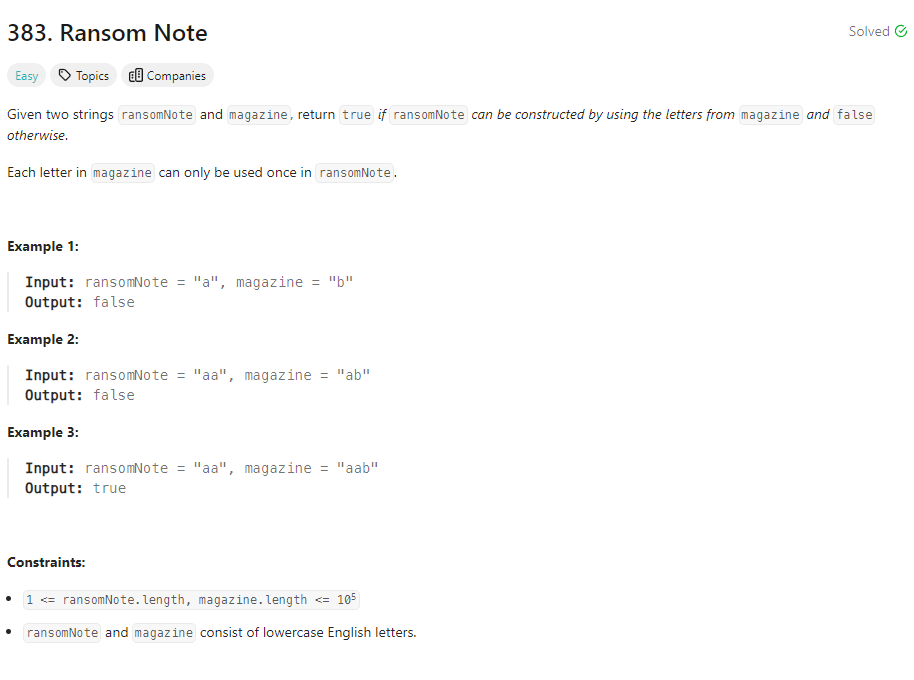 383. Ransom Note
Solved
Easy Topics Companies
Given two strings ransomNote and magazine, return true if ransomNote can be constructed by using the letters from magazine and false
otherwise.
Each letter in magazine can only be used once in ransomNote.
Example 1:
Input: ransomNote = "a", magazine = "b"
Output: false
Example 2:
Input: ransomNote = "aa", magazine = "ab"
Output: false
Example 3:
Input: ransomNote = "aa", magazine = "aab"
Output: true
Constraints:
• 1 <= ransomNote.length, magazine.length <= 10⁵
• ransomNote and magazine consist of lowercase English letters.